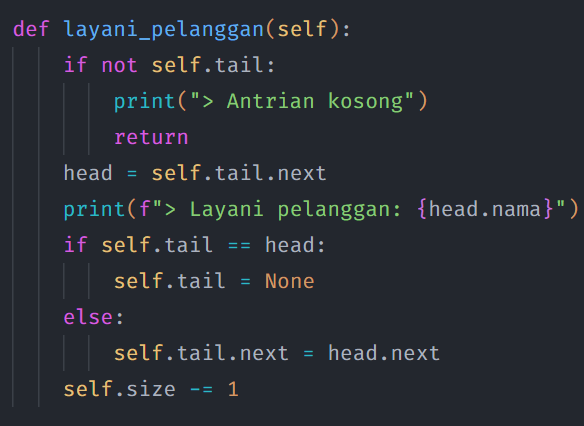 def layani_pelanggan(self):
    if not self.tail:
        print("> Antrian kosong")
        return
    head = self.tail.next
    print(f"> Layani pelanggan: {head.nama}")
    if self.tail == head:
        self.tail = None
    else:
        self.tail.next = head.next
    self.size -= 1